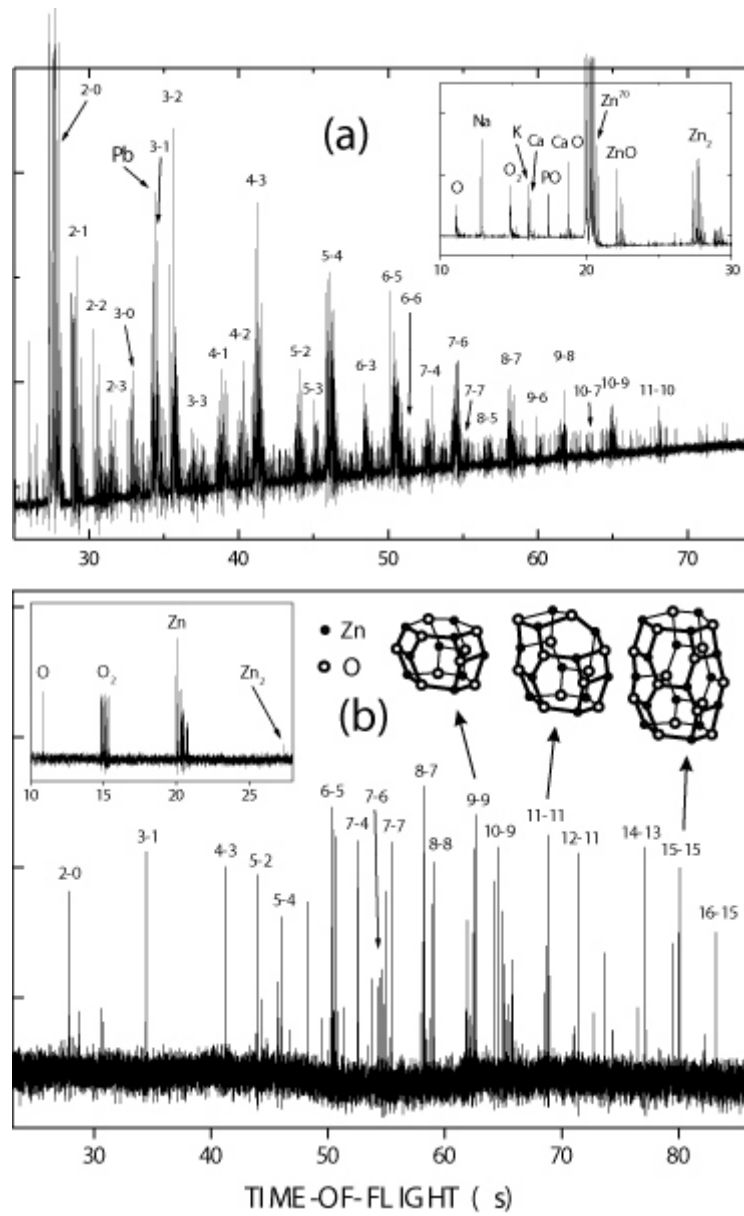 (a)
2-0
Pb
3-1
3-2
2-1
2-2
3-0
2-3
3-3
4-1
4-2
4-3
5-2
5-3
5-4
6-3
6-5
6-6
7-4
7-6
7-7
8-5
8-7
9-6
9-8
10-7
10-9
11-10
O
Na
O2
K
Ca
PO
Ca O
Zn70
ZnO
Zn2
10 20 30
30 40 50 60 70
(b)
O
O2
Zn
Zn2
10 15 20 25
Zn
O
2-0
3-1
4-3
5-2
5-4
6-5
7-4
7-6
7-7
8-7
8-8
9-9
10-9
11-11
12-11
14-13
15-15
16-15
30 40 50 60 70 80
TIME-OF-FLIGHT ( s)